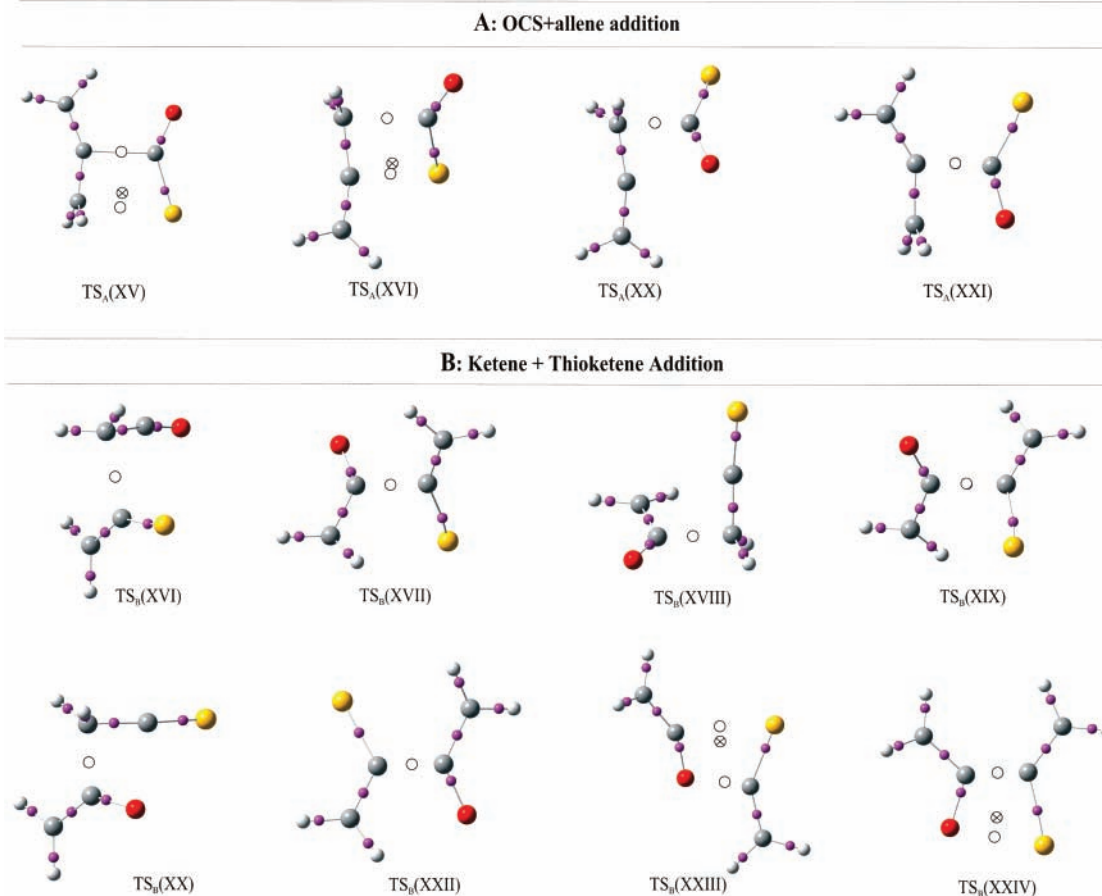 A: OCS+allene addition
TSA(XV)
TSA(XVI)
TSA(XX)
TSA(XXI)
B: Ketene + Thioketene Addition
TSB(XVI)
TSB(XVII)
TSB(XVIII)
TSB(XIX)
TSB(XX)
TSB(XXII)
TSB(XXIII)
TSB(XXIV)